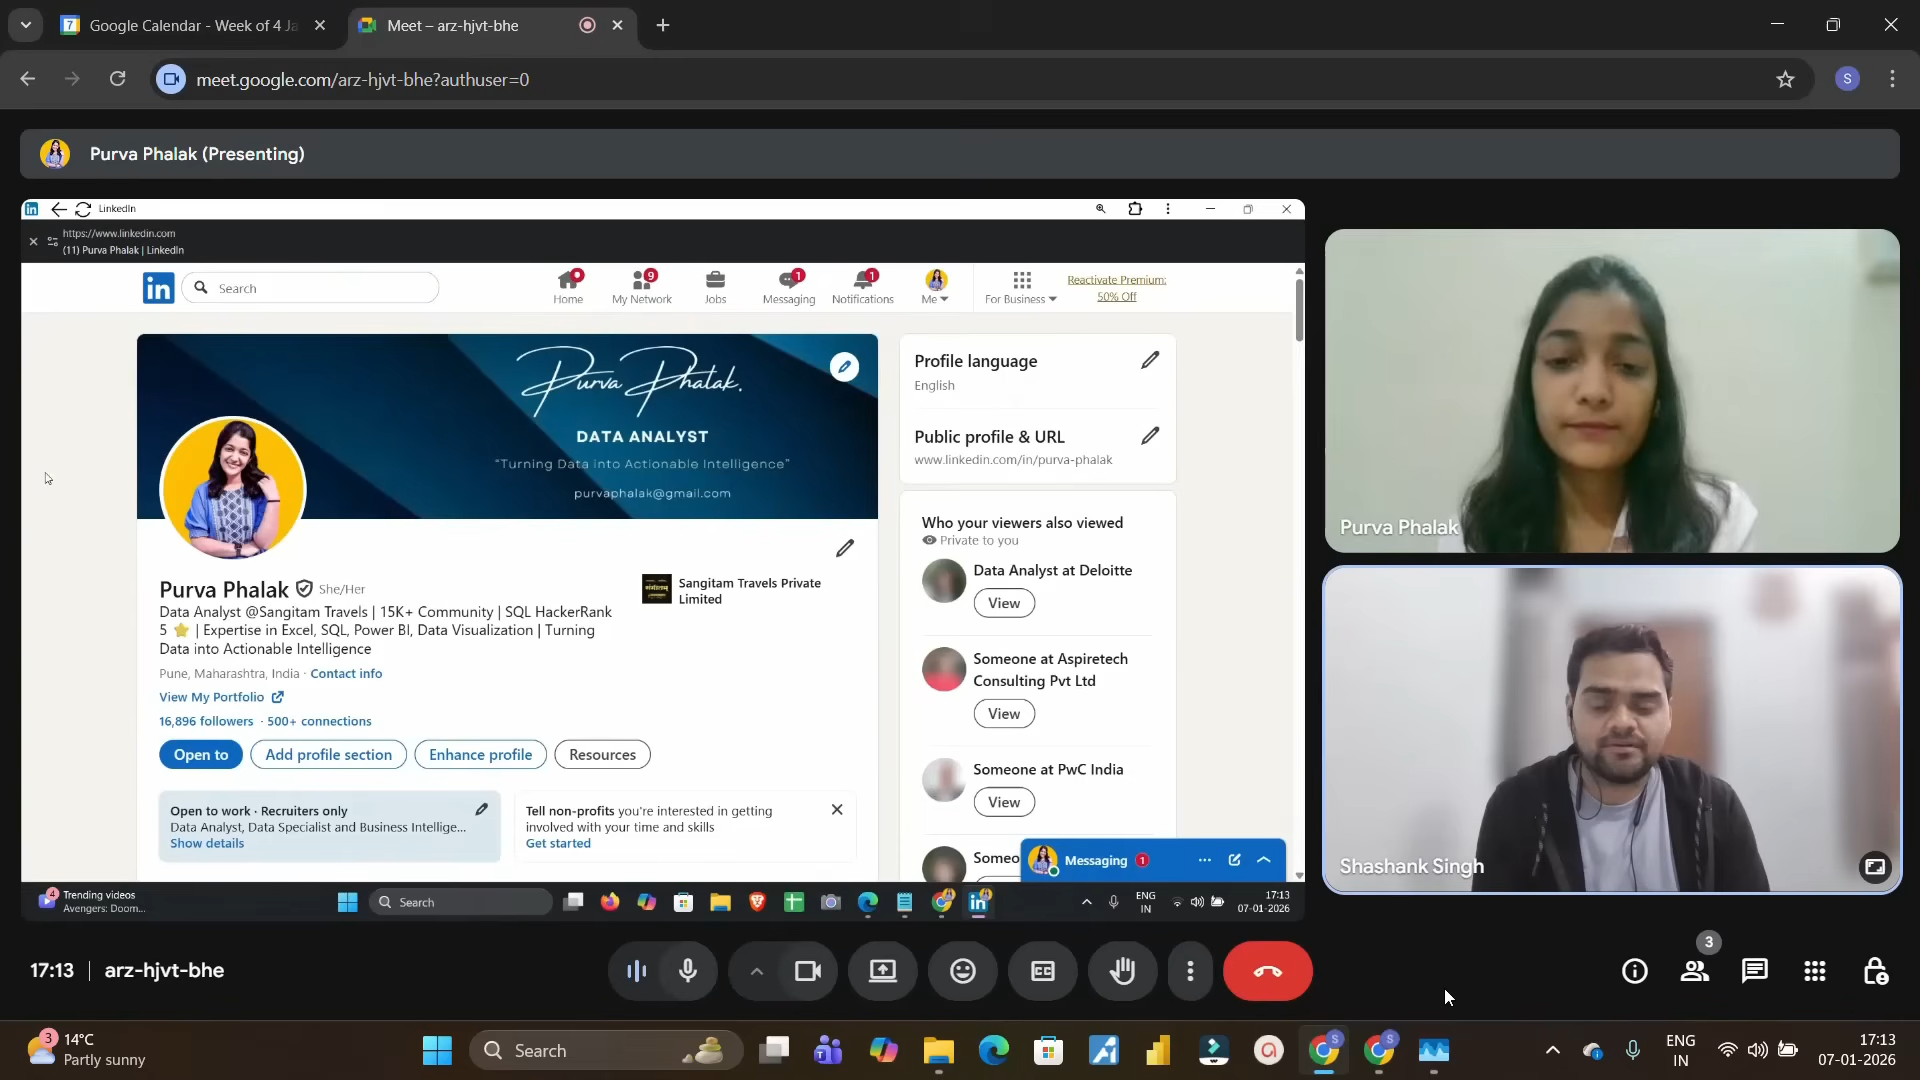 Google Calendar - Week of 4 Ja
Meet – arz-hjvt-bhe
meet.google.com/arz-hjvt-bhe?authuser=0
S
Purva Phalak (Presenting)
LinkedIn
https://www.linkedin.com
(11) Purva Phalak | LinkedIn
in
Search
Home
9
My Network
Jobs
1
Messaging
1
Notifications
Me
For Business
Reactivate Premium:
50% Off
Purva Phalak.
DATA ANALYST
"Turning Data into Actionable Intelligence"
purvaphalak@gmail.com
Purva Phalak She/Her
Data Analyst @Sangitam Travels | 15K+ Community | SQL HackerRank
5 ⭐ | Expertise in Excel, SQL, Power BI, Data Visualization | Turning
Data into Actionable Intelligence
Sangitam Travels Private
Limited
Pune, Maharashtra, India · Contact info
View My Portfolio
16,896 followers · 500+ connections
Open to
Add profile section
Enhance profile
Resources
Open to work · Recruiters only
Data Analyst, Data Specialist and Business Intellige...
Show details
Tell non-profits you're interested in getting
involved with your time and skills
Get started
Profile language
English
Public profile & URL
www.linkedin.com/in/purva-phalak
Who your viewers also viewed
Private to you
Data Analyst at Deloitte
View
Someone at Aspiretech
Consulting Pvt Ltd
View
Someone at PwC India
View
Someo
Messaging 1
4
Trending videos
Avengers: Doom...
Search
ENG
IN
17:13
07-01-2026
Purva Phalak
Shashank Singh
17:13 | arz-hjvt-bhe
CC
3
3
14°C
Partly sunny
Search
ENG
IN
17:13
07-01-2026